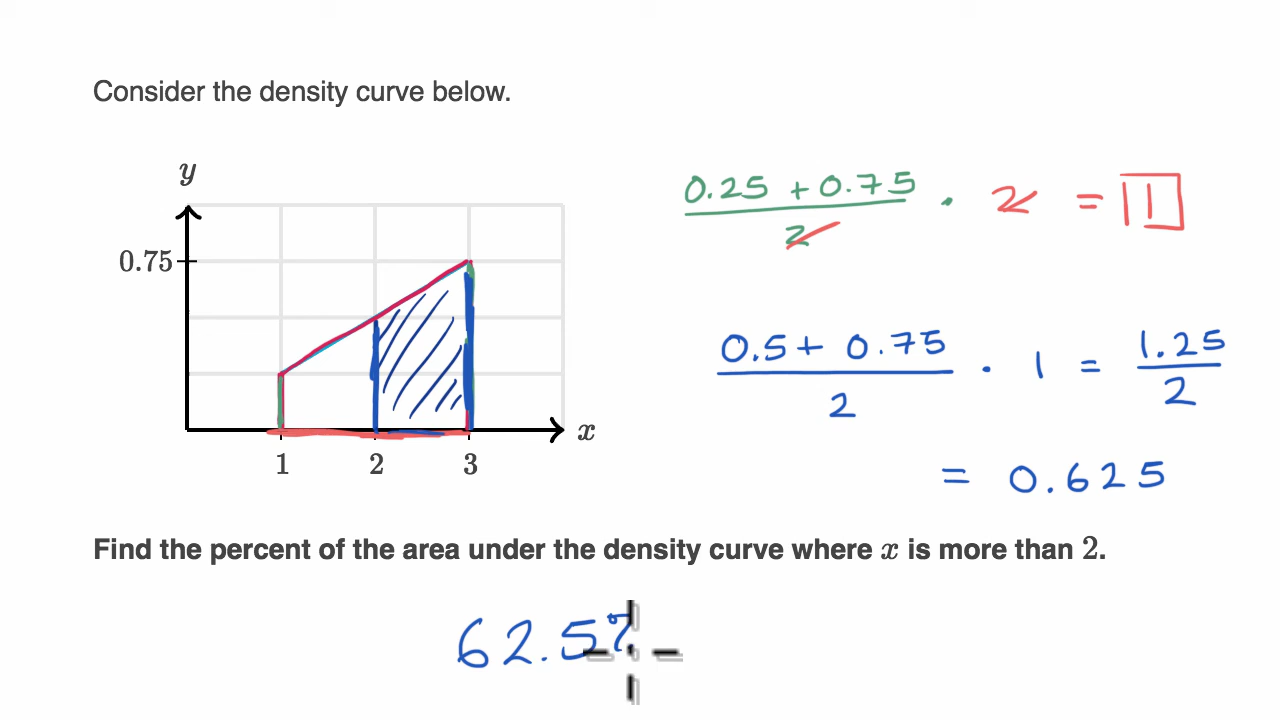 Consider the density curve below.
y
0.75
x
1 2 3
0.25 + 0.75
2
· 2 = 1
0.5 + 0.75
2
· 1 = 1.25
2
= 0.625
Find the percent of the area under the density curve where x is more than 2.
62.5%